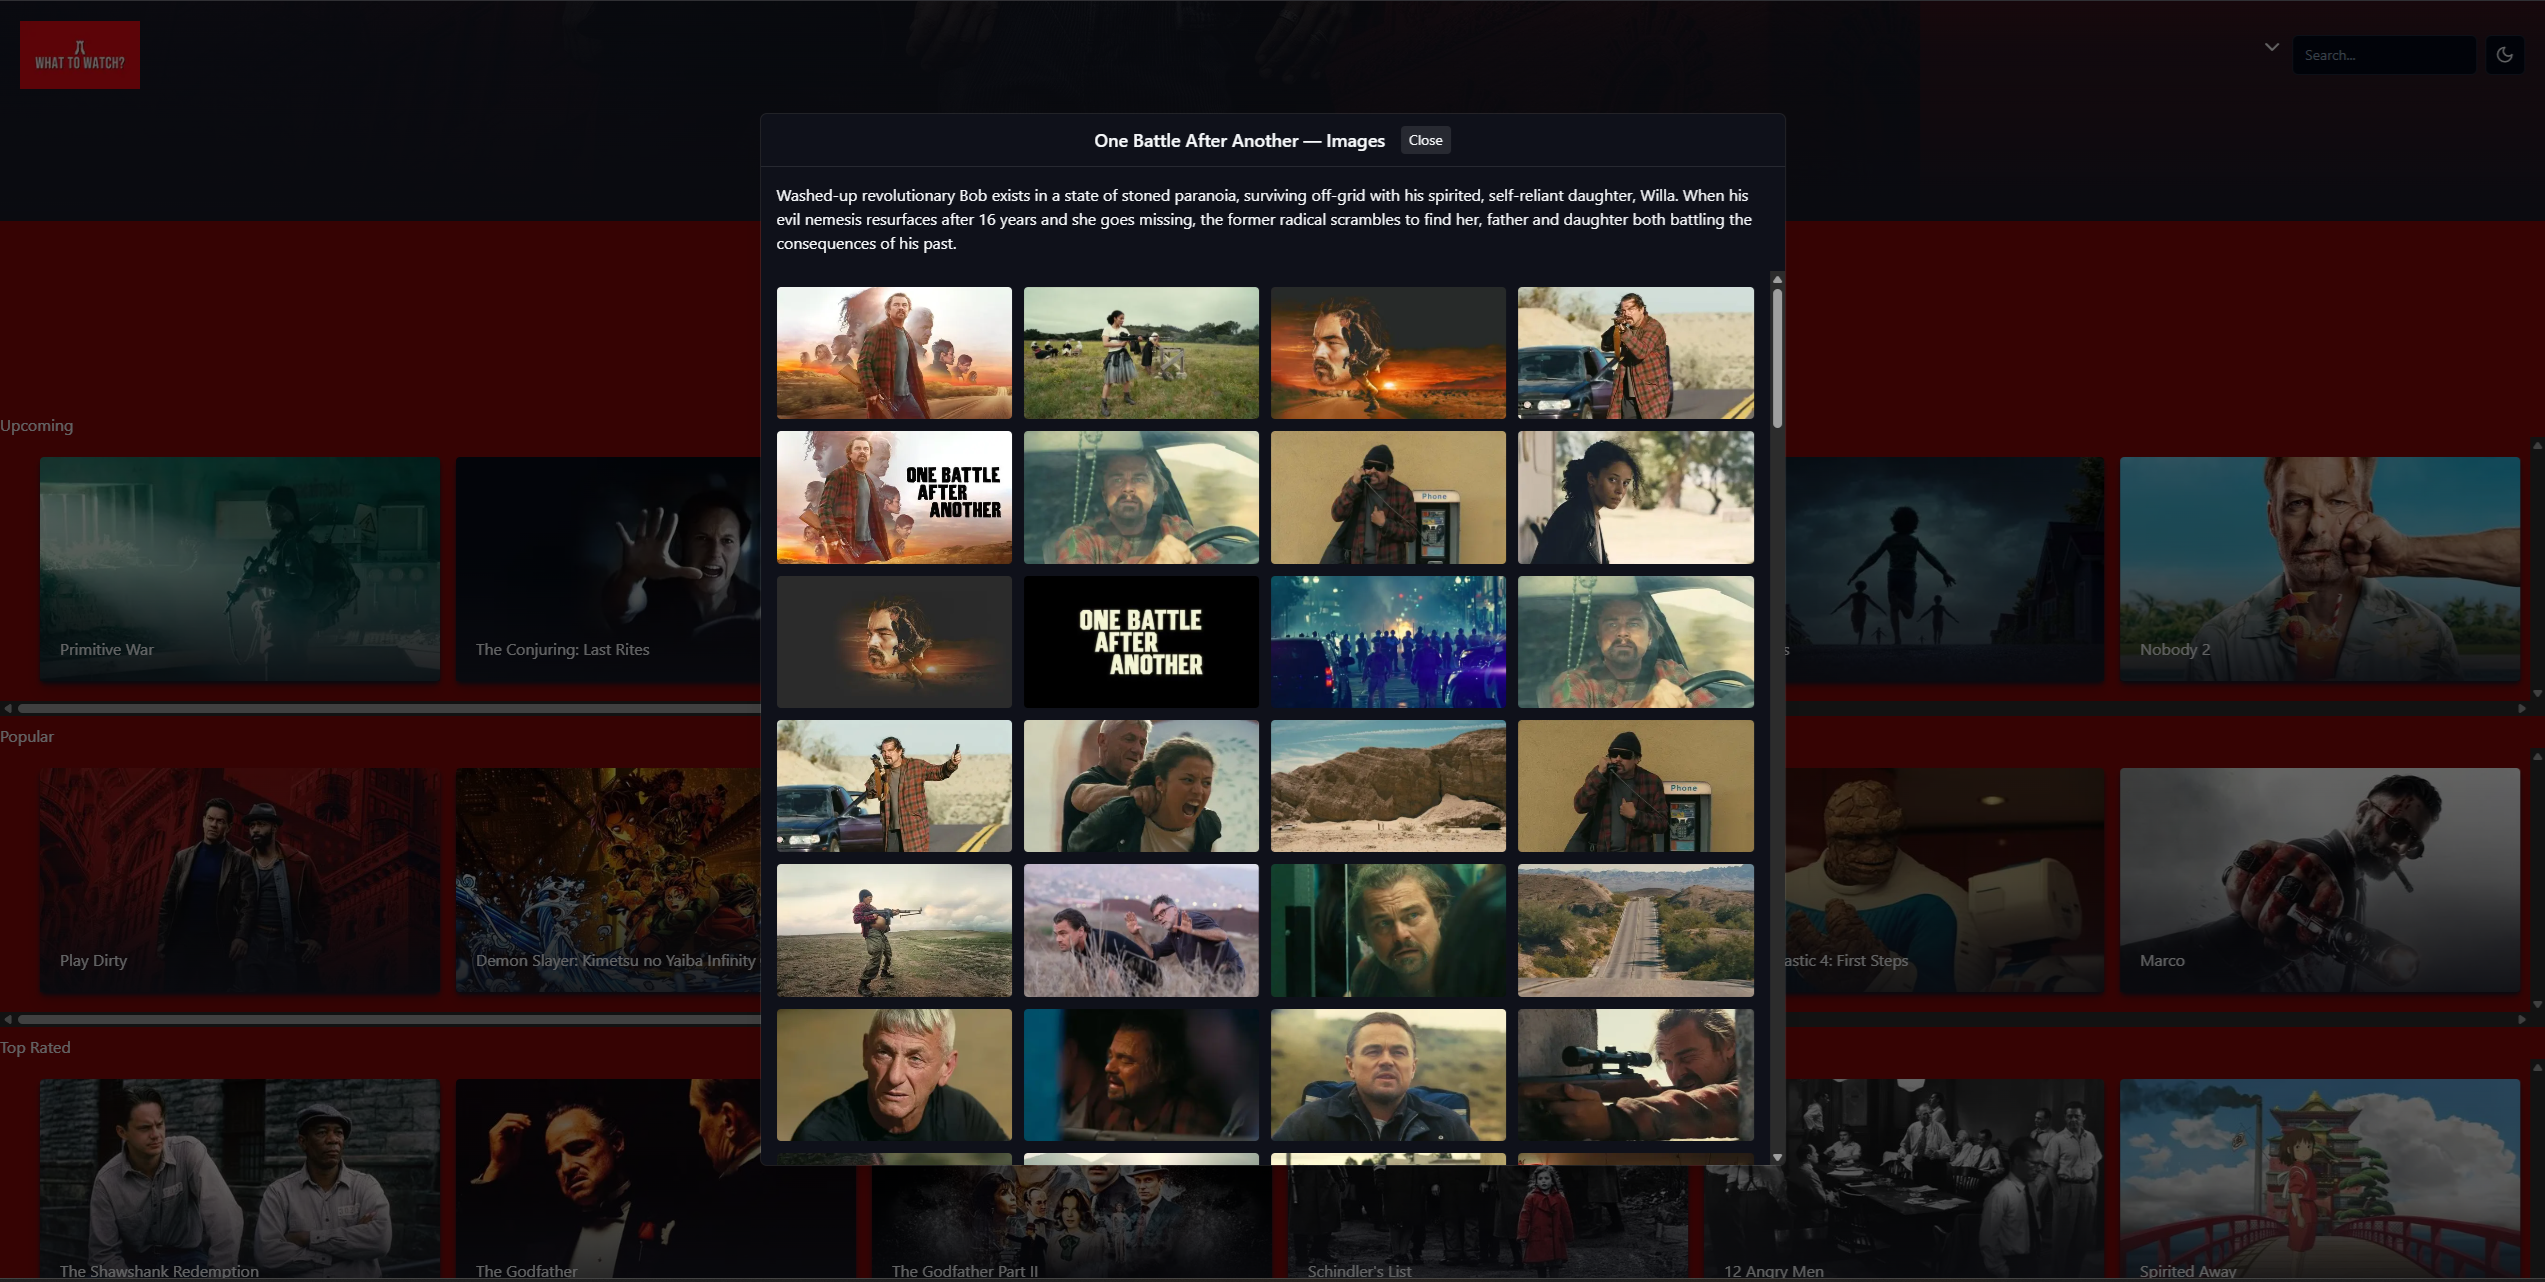 WHAT TO WATCH?
Search...
One Battle After Another — Images
Close
Washed-up revolutionary Bob exists in a state of stoned paranoia, surviving off-grid with his spirited, self-reliant daughter, Willa. When his
evil nemesis resurfaces after 16 years and she goes missing, the former radical scrambles to find her, father and daughter both battling the
consequences of his past.
ONE BATTLE
AFTER
ANOTHER
Phone
ONE BATTLE
AFTER
ANOTHER
Phone
Upcoming
Primitive War
The Conjuring: Last Rites
s
Nobody 2
Popular
Play Dirty
Demon Slayer: Kimetsu no Yaiba Infinity
astic 4: First Steps
Marco
Top Rated
The Shawshank Redemption
The Godfather
The Godfather Part II
Schindler's List
12 Angry Men
Spirited Away